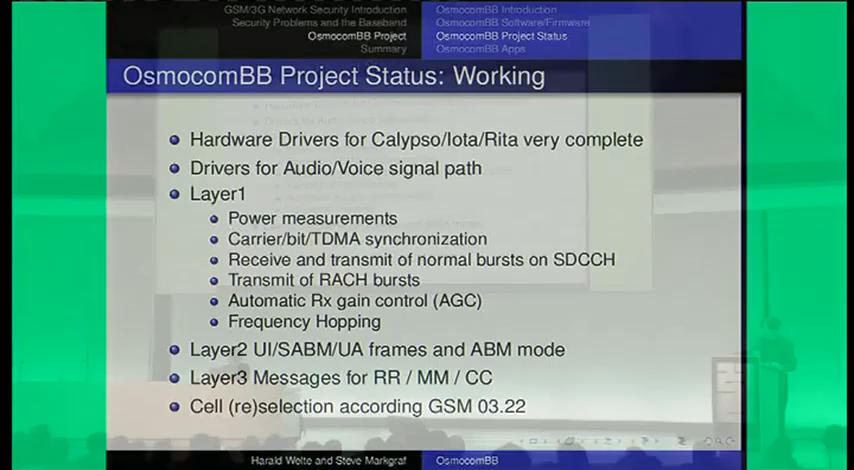 GSM/3G Network Security Introduction
Security Problems and the Baseband
OsmocomBB Project
Summary
OsmocomBB Introduction
OsmocomBB Software/Firmware
OsmocomBB Project Status
OsmocomBB Apps
OsmocomBB Project Status: Working
Hardware Drivers for Calypso/Iota/Rita very complete
Drivers for Audio/Voice signal path
Layer1
Power measurements
Carrier/bit/TDMA synchronization
Receive and transmit of normal bursts on SDCCH
Transmit of RACH bursts
Automatic Rx gain control (AGC)
Frequency Hopping
Layer2 UI/SABM/UA frames and ABM mode
Layer3 Messages for RR / MM / CC
Cell (re)selection according GSM 03.22
Harald Welte and Steve Markgraf
OsmocomBB